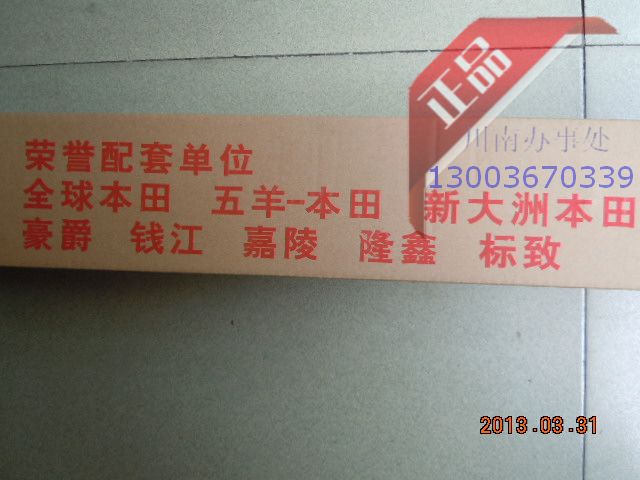 正品
川南办事处
13003670339
荣誉配套单位
全球本田 五羊-本田 新大洲本田
豪爵 钱江 嘉陵 隆鑫 标致
2013.03.31